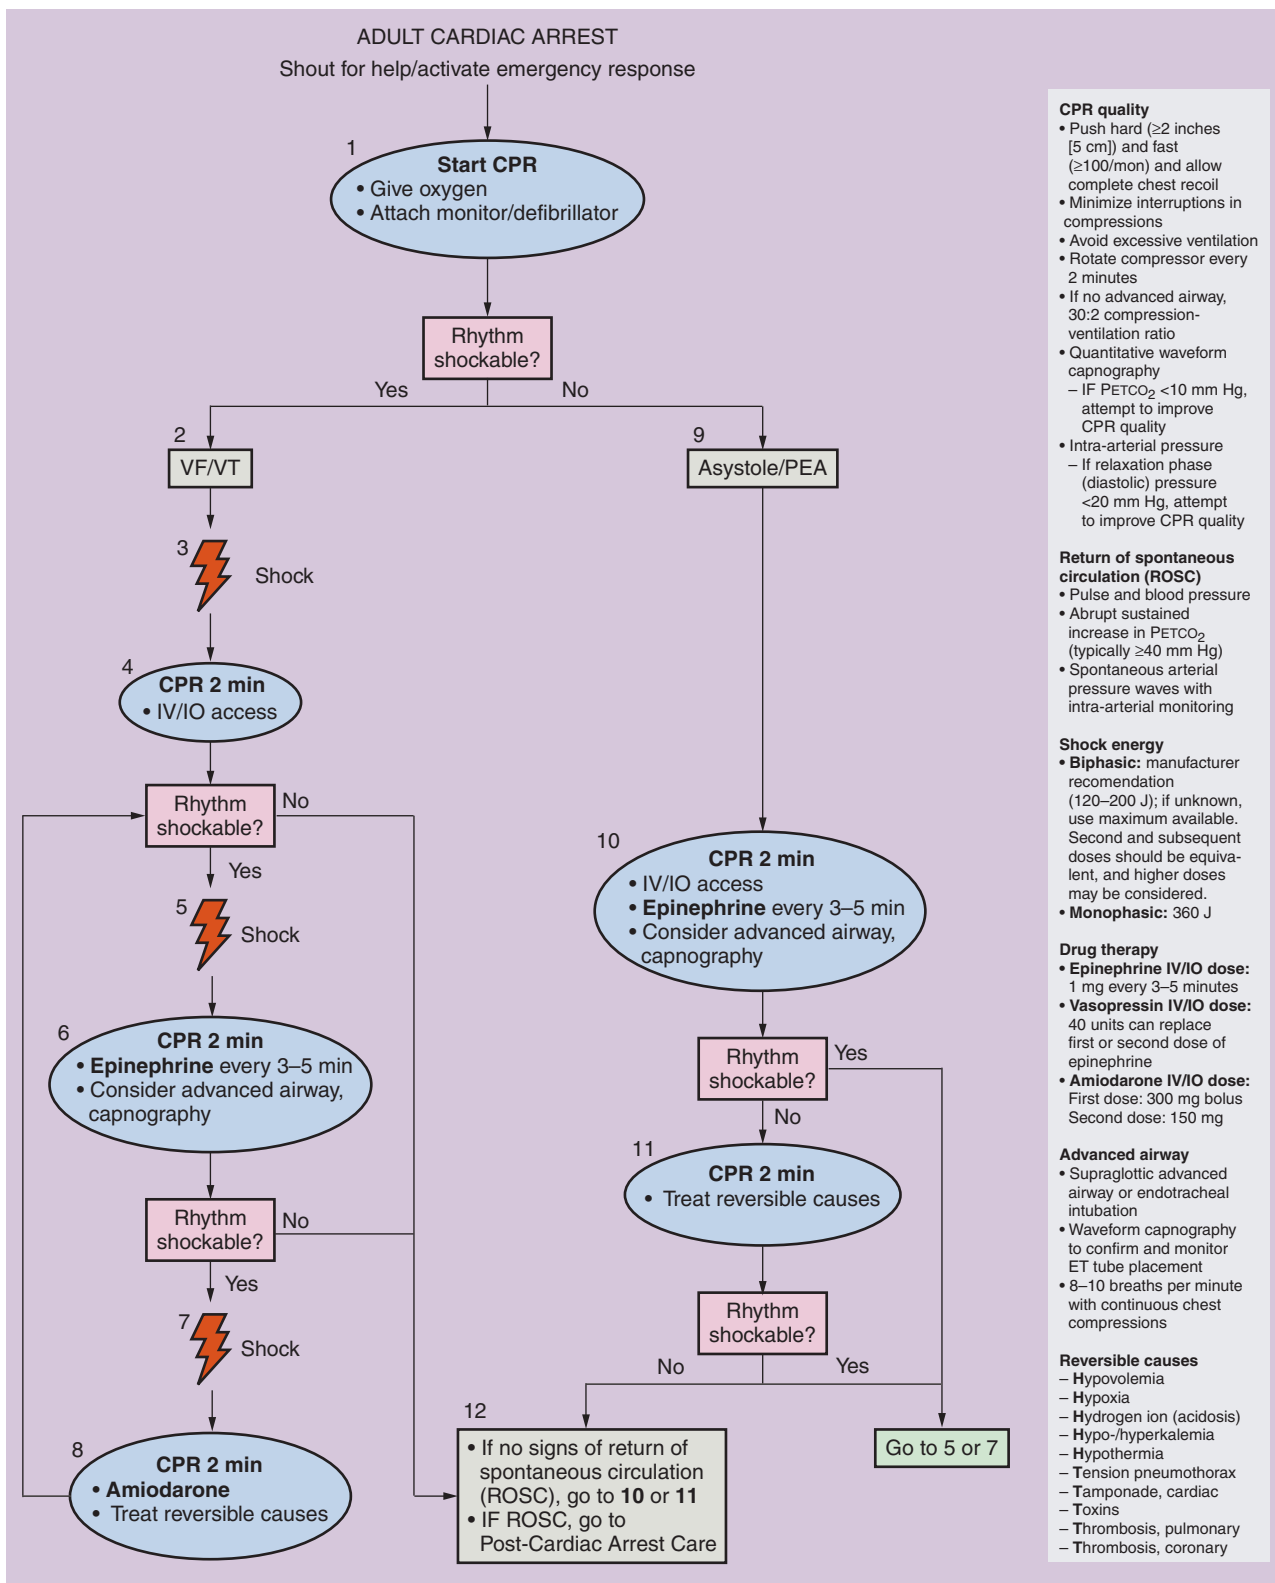 ADULT CARDIAC ARREST
Shout for help/activate emergency response
1
Start CPR
• Give oxygen
• Attach monitor/defibrillator
Rhythm
shockable?
Yes
No
2
VF/VT
3
Shock
4
CPR 2 min
• IV/IO access
Rhythm
shockable?
No
Yes
5
Shock
6
CPR 2 min
• Epinephrine every 3–5 min
• Consider advanced airway,
capnography
Rhythm
shockable?
No
Yes
7
Shock
8
CPR 2 min
• Amiodarone
• Treat reversible causes
9
Asystole/PEA
10
CPR 2 min
• IV/IO access
• Epinephrine every 3–5 min
• Consider advanced airway,
capnography
Rhythm
shockable?
Yes
No
11
CPR 2 min
• Treat reversible causes
Rhythm
shockable?
No
Yes
12
• If no signs of return of
spontaneous circulation
(ROSC), go to 10 or 11
• IF ROSC, go to
Post-Cardiac Arrest Care
Go to 5 or 7
CPR quality
• Push hard (≥2 inches
[5 cm]) and fast
(≥100/mon) and allow
complete chest recoil
• Minimize interruptions in
compressions
• Avoid excessive ventilation
• Rotate compressor every
2 minutes
• If no advanced airway,
30:2 compression-
ventilation ratio
• Quantitative waveform
capnography
– IF PETCO2 <10 mm Hg,
attempt to improve
CPR quality
• Intra-arterial pressure
– If relaxation phase
(diastolic) pressure
<20 mm Hg, attempt
to improve CPR quality
Return of spontaneous
circulation (ROSC)
• Pulse and blood pressure
• Abrupt sustained
increase in PETCO2
(typically ≥40 mm Hg)
• Spontaneous arterial
pressure waves with
intra-arterial monitoring
Shock energy
• Biphasic: manufacturer
recomendation
(120–200 J); if unknown,
use maximum available.
Second and subsequent
doses should be equiva-
lent, and higher doses
may be considered.
• Monophasic: 360 J
Drug therapy
• Epinephrine IV/IO dose:
1 mg every 3–5 minutes
• Vasopressin IV/IO dose:
40 units can replace
first or second dose of
epinephrine
• Amiodarone IV/IO dose:
First dose: 300 mg bolus
Second dose: 150 mg
Advanced airway
• Supraglottic advanced
airway or endotracheal
intubation
• Waveform capnography
to confirm and monitor
ET tube placement
• 8–10 breaths per minute
with continuous chest
compressions
Reversible causes
– Hypovolemia
– Hypoxia
– Hydrogen ion (acidosis)
– Hypo-/hyperkalemia
– Hypothermia
– Tension pneumothorax
– Tamponade, cardiac
– Toxins
– Thrombosis, pulmonary
– Thrombosis, coronary